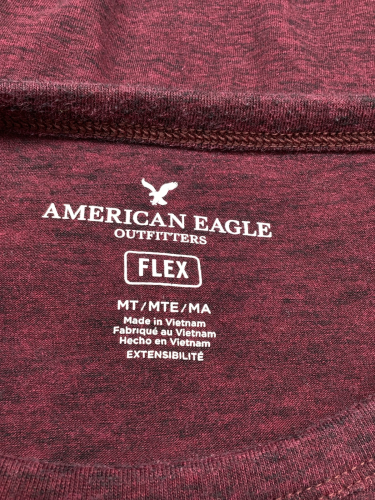 AMERICAN EAGLE
OUTFITTERS
FLEX
MT/MTE/MA
Made in Vietnam
Fabriqué au Vietnam
Hecho en Vietnam
EXTENSIBILITÉ